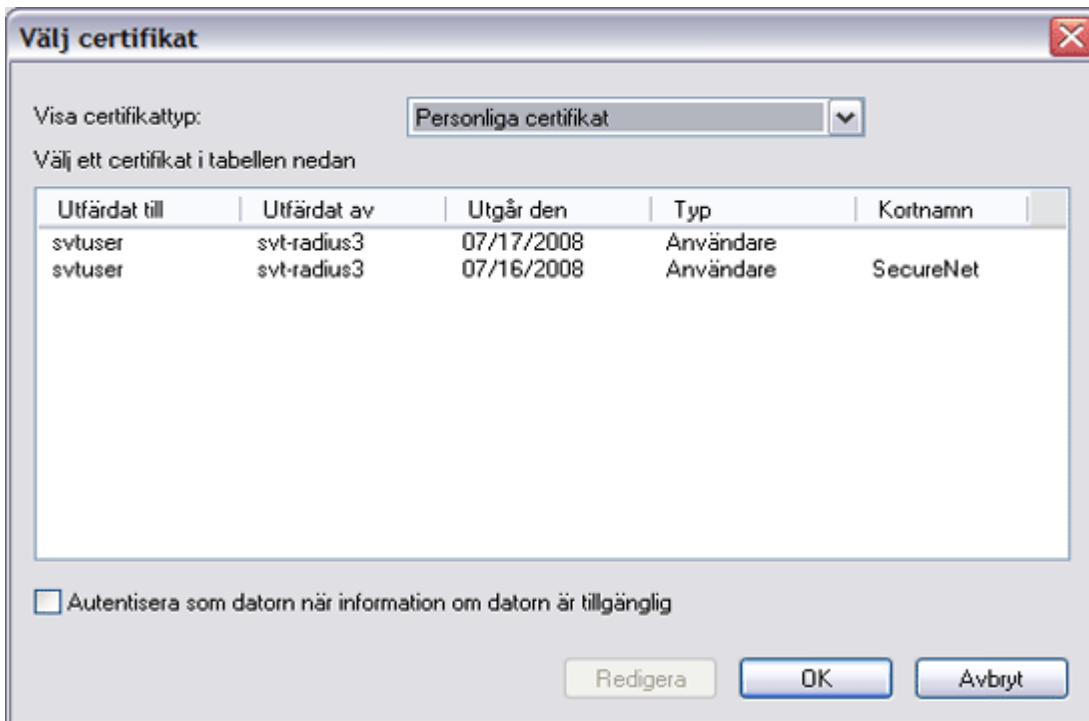 Välj certifikat
Visa certifikattyp: Personliga certifikat
Välj ett certifikat i tabellen nedan
Utfärdat till Utfärdat av Utgår den Typ Kortnamn
svtuser svt-radius3 07/17/2008 Användare
svtuser svt-radius3 07/16/2008 Användare SecureNet
Autentisera som datorn när information om datorn är tillgänglig
Redigera OK Avbryt